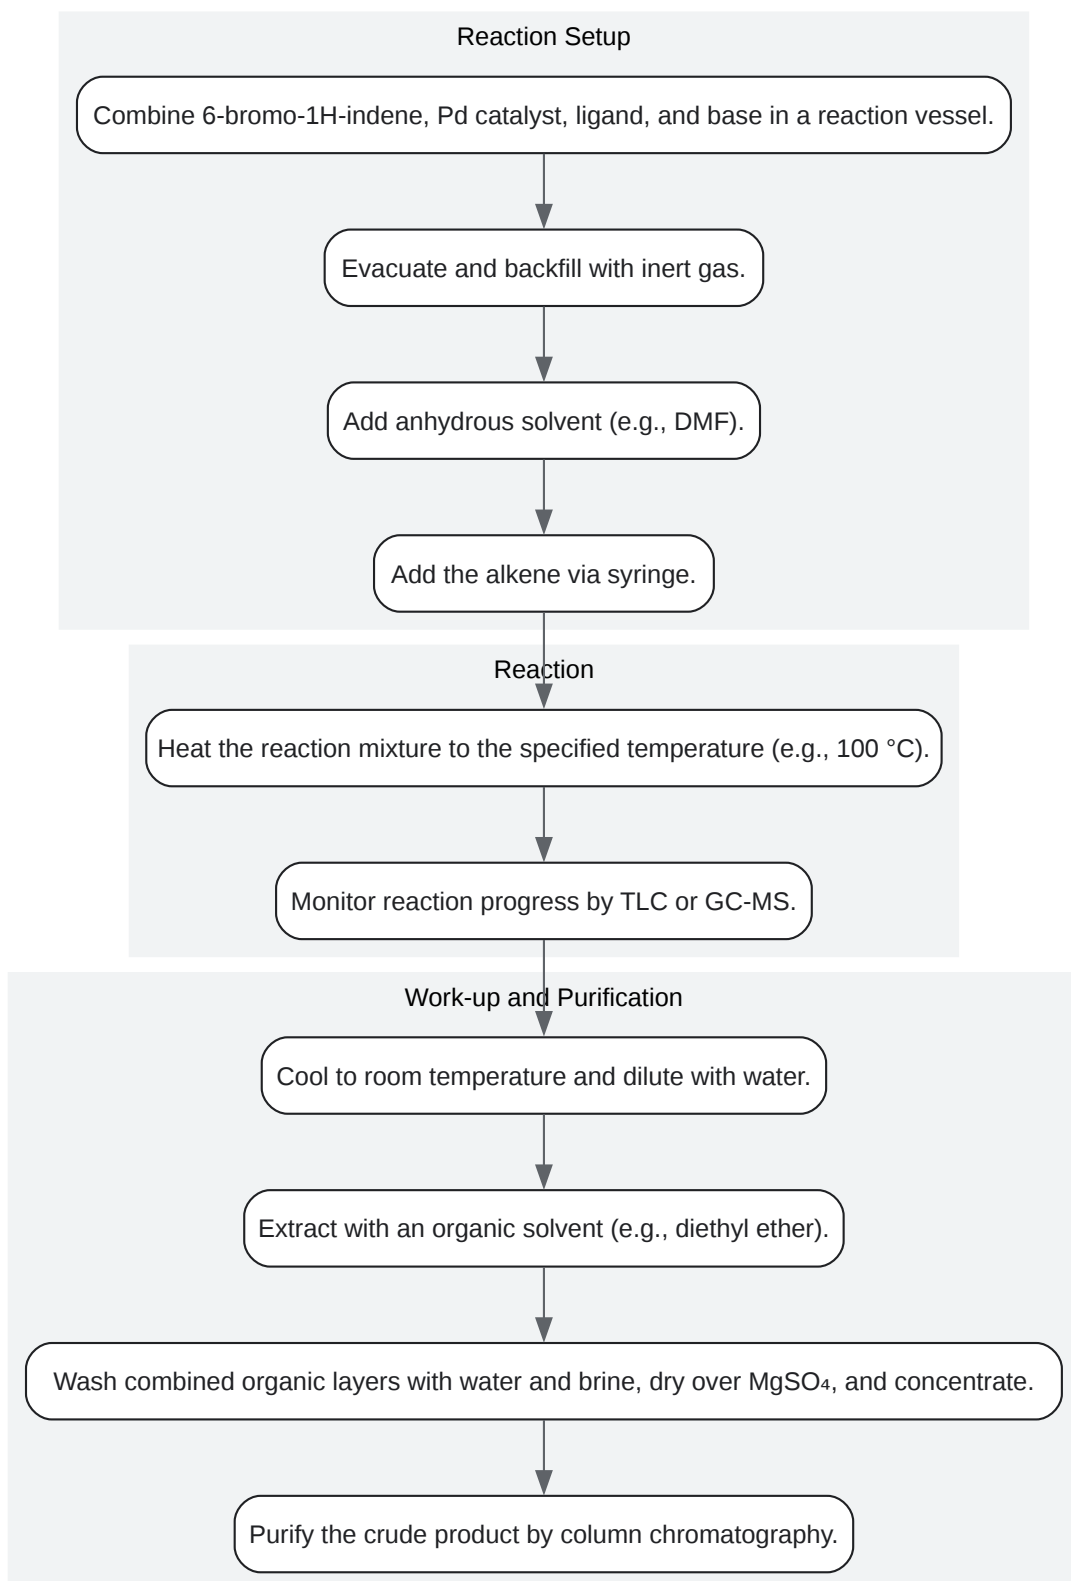 Reaction Setup
Combine 6-bromo-1H-indene, Pd catalyst, ligand, and base in a reaction vessel.
Evacuate and backfill with inert gas.
Add anhydrous solvent (e.g., DMF).
Add the alkene via syringe.
Reaction
Heat the reaction mixture to the specified temperature (e.g., 100 °C).
Monitor reaction progress by TLC or GC-MS.
Work-up and Purification
Cool to room temperature and dilute with water.
Extract with an organic solvent (e.g., diethyl ether).
Wash combined organic layers with water and brine, dry over MgSO₄, and concentrate.
Purify the crude product by column chromatography.